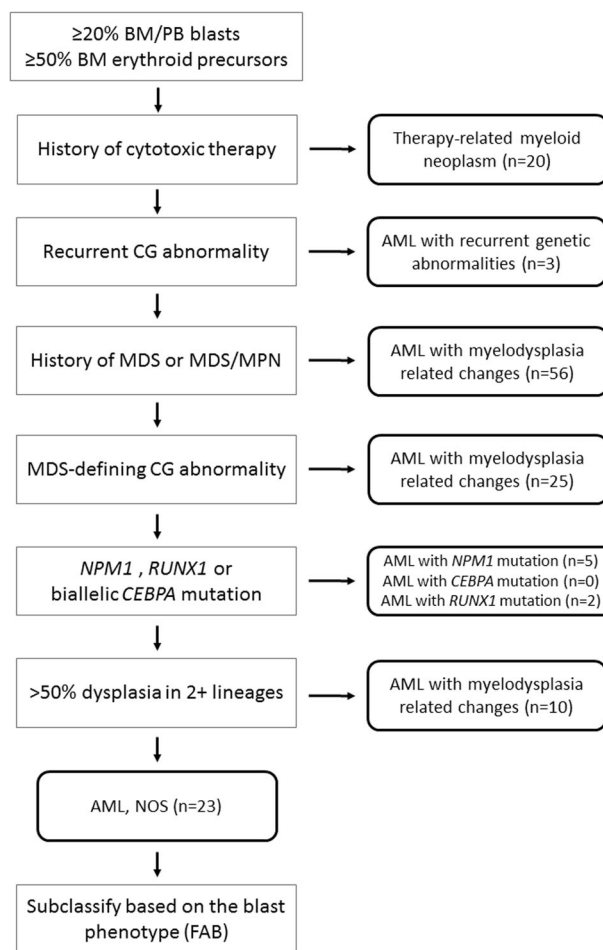 ≥20% BM/PB blasts
≥50% BM erythroid precursors
History of cytotoxic therapy
Therapy-related myeloid
neoplasm (n=20)
Recurrent CG abnormality
AML with recurrent genetic
abnormalities (n=3)
History of MDS or MDS/MPN
AML with myelodysplasia
related changes (n=56)
MDS-defining CG abnormality
AML with myelodysplasia
related changes (n=25)
NPM1 , RUNX1 or
biallelic CEBPA mutation
AML with NPM1 mutation (n=5)
AML with CEBPA mutation (n=0)
AML with RUNX1 mutation (n=2)
>50% dysplasia in 2+ lineages
AML with myelodysplasia
related changes (n=10)
AML, NOS (n=23)
Subclassify based on the blast
phenotype (FAB)